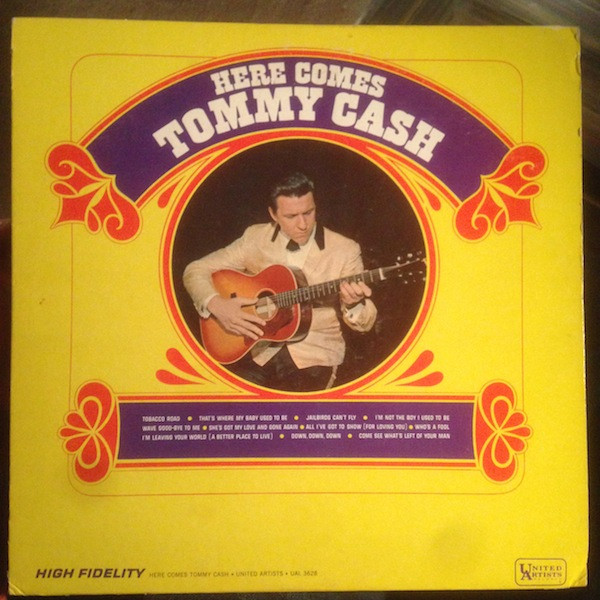 HERE COMES
TOMMY CASH
TOBACCO ROAD • THAT'S WHERE MY BABY USED TO BE • JAILBIRDS CAN'T FLY • I'M NOT THE BOY I USED TO BE
WAVE GOOD-BYE TO ME • SHE'S GOT MY LOVE AND GONE AGAIN • ALL I'VE GOT TO SHOW (FOR LOVING YOU) • WHO'S A FOOL
I'M LEAVING YOUR WORLD (A BETTER PLACE TO LIVE) • DOWN, DOWN, DOWN • COME SEE WHAT'S LEFT OF YOUR MAN
HIGH FIDELITY HERE COMES TOMMY CASH • UNITED ARTISTS • UAL 3628
UNITED
ARTISTS